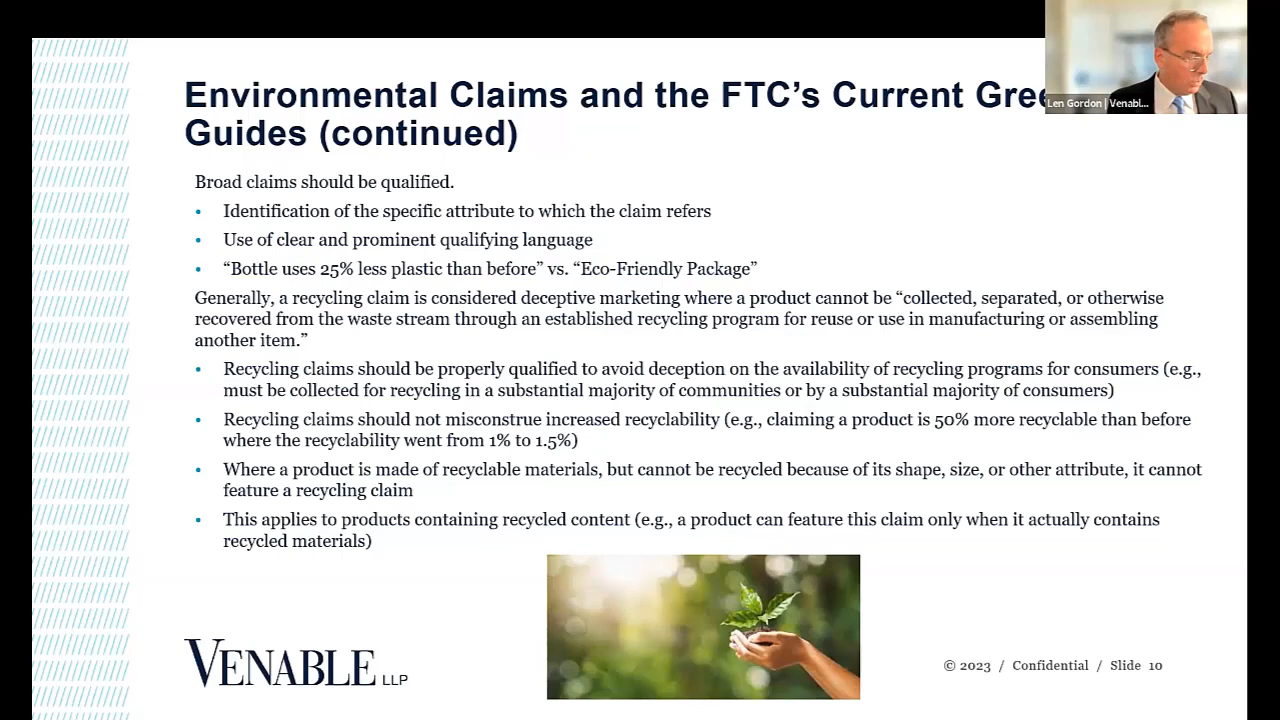 Environmental Claims and the FTC's Current Gree
Guides (continued)
Len Gordon | Venabl...
Broad claims should be qualified.
• Identification of the specific attribute to which the claim refers
• Use of clear and prominent qualifying language
• “Bottle uses 25% less plastic than before” vs. “Eco-Friendly Package”
Generally, a recycling claim is considered deceptive marketing where a product cannot be “collected, separated, or otherwise
recovered from the waste stream through an established recycling program for reuse or use in manufacturing or assembling
another item.”
• Recycling claims should be properly qualified to avoid deception on the availability of recycling programs for consumers (e.g.,
must be collected for recycling in a substantial majority of communities or by a substantial majority of consumers)
• Recycling claims should not misconstrue increased recyclability (e.g., claiming a product is 50% more recyclable than before
where the recyclability went from 1% to 1.5%)
• Where a product is made of recyclable materials, but cannot be recycled because of its shape, size, or other attribute, it cannot
feature a recycling claim
• This applies to products containing recycled content (e.g., a product can feature this claim only when it actually contains
recycled materials)
VENABLE LLP
© 2023 / Confidential / Slide 10